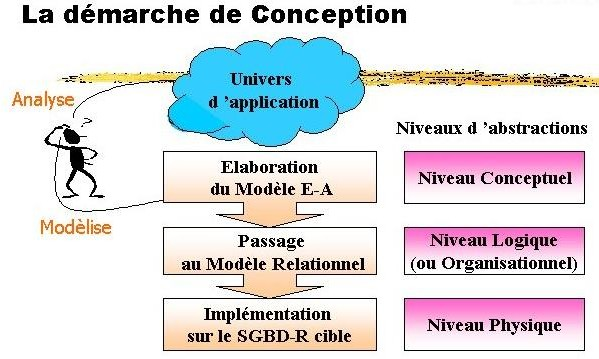 La démarche de Conception
Univers
d ’application
Analyse
Niveaux d ’abstractions
Elaboration
du Modèle E-A
Niveau Conceptuel
Modèlise
Passage
au Modèle Relationnel
Niveau Logique
(ou Organisationnel)
Implémentation
sur le SGBD-R cible
Niveau Physique